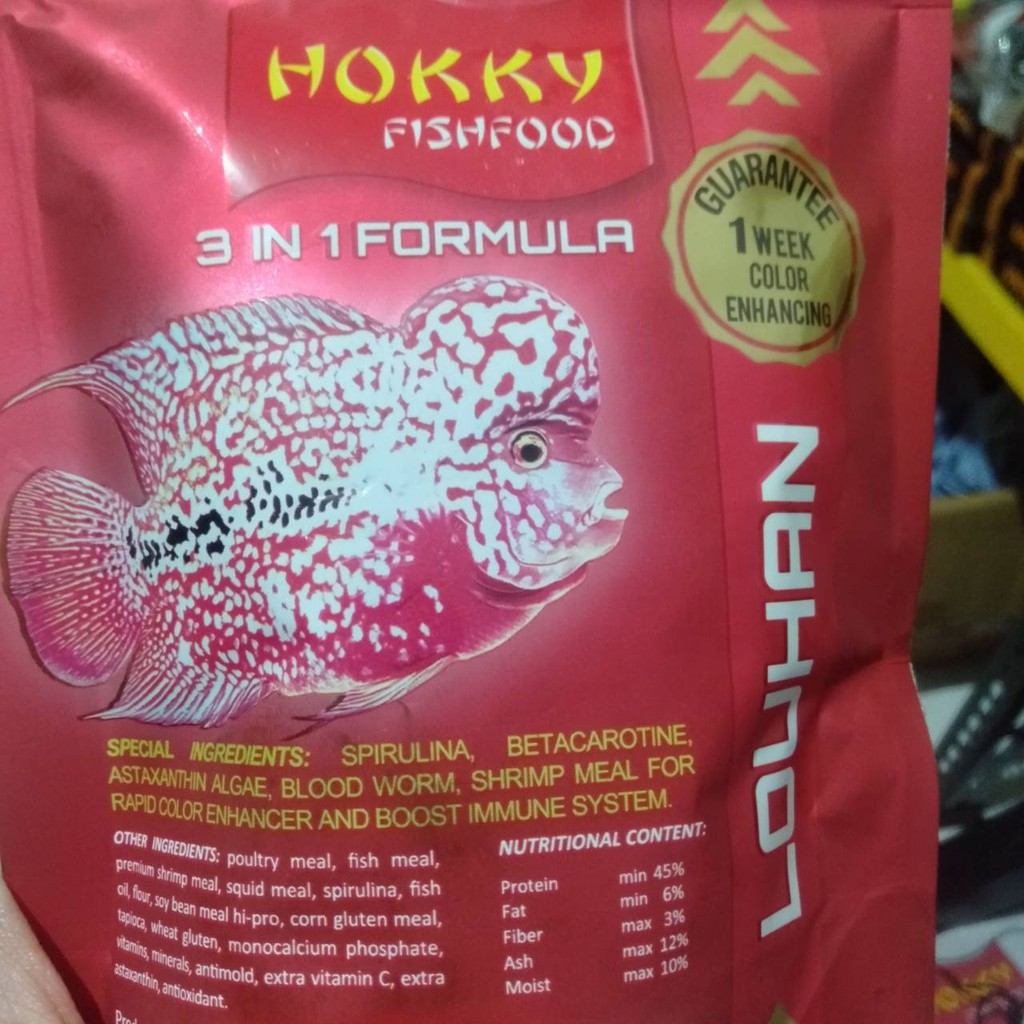 HOKKY
FISHFOOD
3 IN 1 FORMULA
GUARANTEE
1 WEEK
COLOR
ENHANCING
LOUHAN
SPECIAL INGREDIENTS: SPIRULINA, BETACAROTINE,
ASTAXANTHIN ALGAE, BLOOD WORM, SHRIMP MEAL FOR
RAPID COLOR ENHANCER AND BOOST IMMUNE SYSTEM.
OTHER INGREDIENTS: poultry meal, fish meal,
premium shrimp meal, squid meal, spirulina, fish
oil, flour, soy bean meal hi-pro, corn gluten meal,
tapioca, wheat gluten, monocalcium phosphate,
vitamins, minerals, antimold, extra vitamin C, extra
astaxanthin, antioxidant.
NUTRITIONAL CONTENT:
Protein min 45%
Fat min 6%
Fiber max 3%
Ash max 12%
Moist max 10%